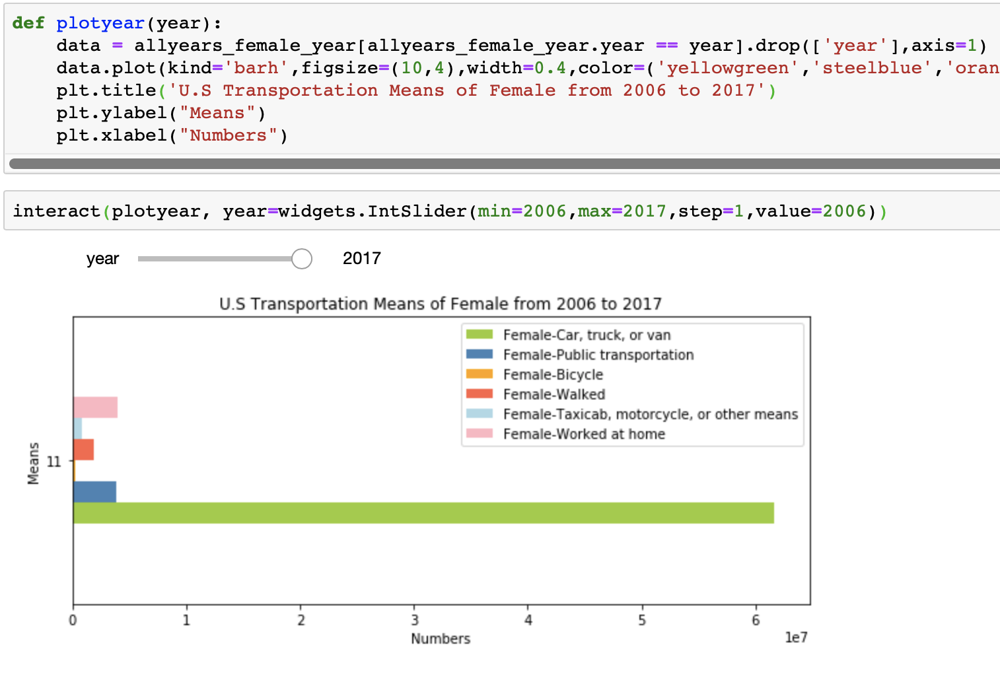 def plotyear(year):
    data = allyears_female_year[allyears_female_year.year == year].drop(['year'],axis=1)
    data.plot(kind='barh',figsize=(10,4),width=0.4,color=('yellowgreen','steelblue','oran
    plt.title('U.S Transportation Means of Female from 2006 to 2017')
    plt.ylabel("Means")
    plt.xlabel("Numbers")
interact(plotyear, year=widgets.IntSlider(min=2006,max=2017,step=1,value=2006))
year 2017
U.S Transportation Means of Female from 2006 to 2017
Female-Car, truck, or van
Female-Public transportation
Female-Bicycle
Female-Walked
Female-Taxicab, motorcycle, or other means
Female-Worked at home
Means
11
0 1 2 3 4 5 6
Numbers
1e7